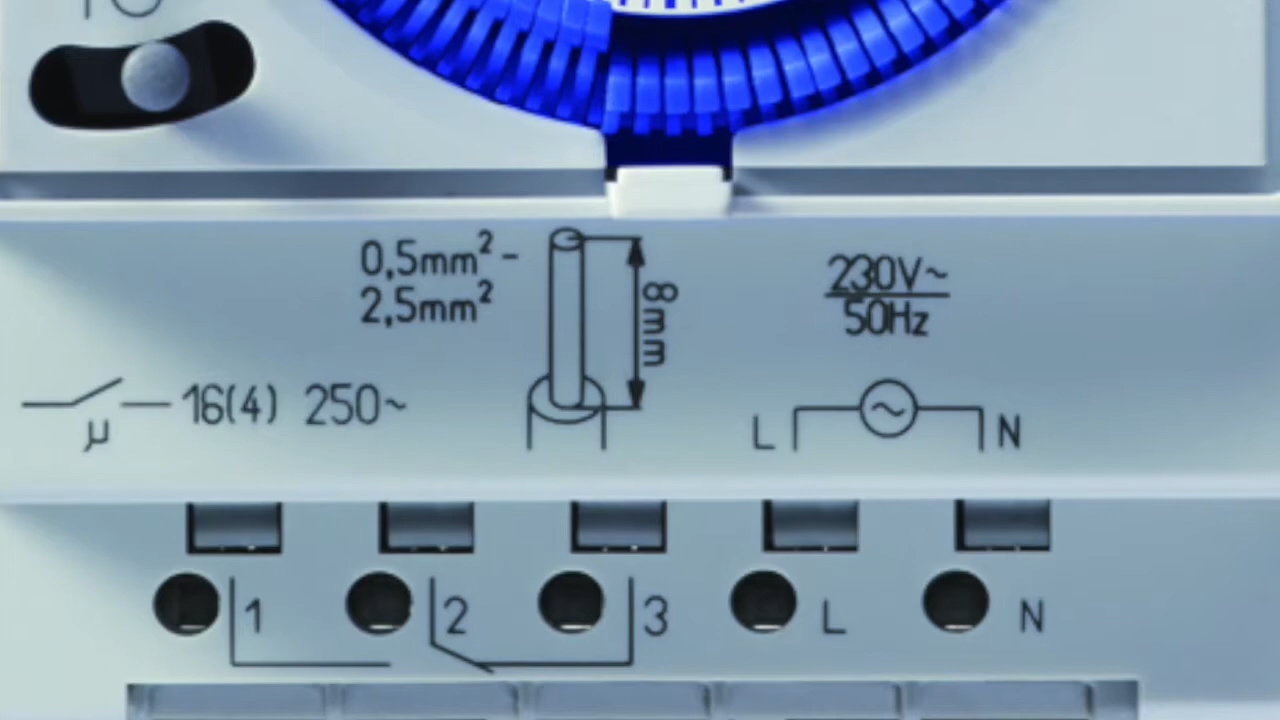 0,5mm² -
2,5mm²
8mm
230V~
50Hz
µ
16(4) 250~
L N
1 2 3 L N